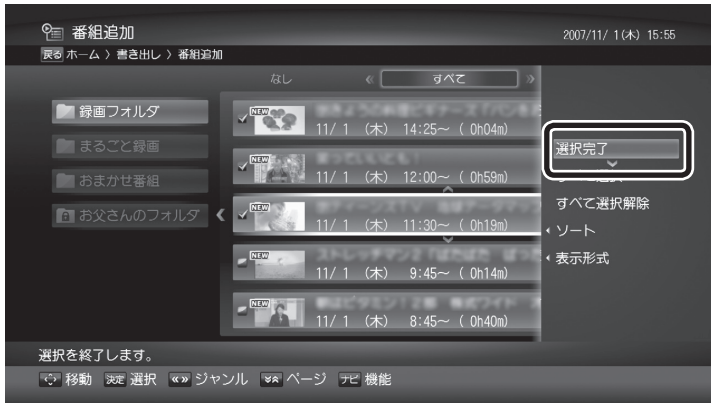 番組追加
2007/11/ 1(木) 15:55
戻る ホーム 〉 書き出し 〉 番組追加
なし
すべて
録画フォルダ
まるごと録画
おまかせ番組
お父さんのフォルダ
NEW
11/ 1 (木) 14:25～ ( 0h04m)
NEW
11/ 1 (木) 12:00～ ( 0h59m)
NEW
11/ 1 (木) 11:30～ ( 0h19m)
NEW
11/ 1 (木) 9:45～ ( 0h14m)
NEW
11/ 1 (木) 8:45～ ( 0h40m)
選択完了
すべて選択解除
ソート
表示形式
選択を終了します。
移動 決定 選択 ジャンル ページ ナビ 機能